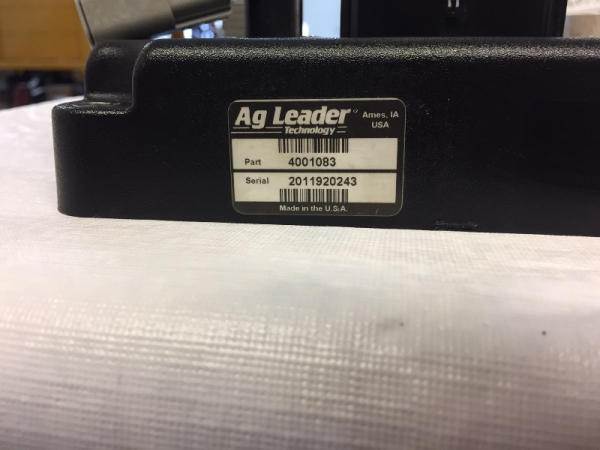 Ag Leader
Technology
Ames, IA
USA
Part 4001083
Serial 2011920243
Made in the U.S.A.